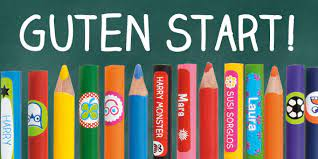 GUTEN START!
HARRY
HARRY MONSTER
Mara
SUSI SORGLOS
Laura